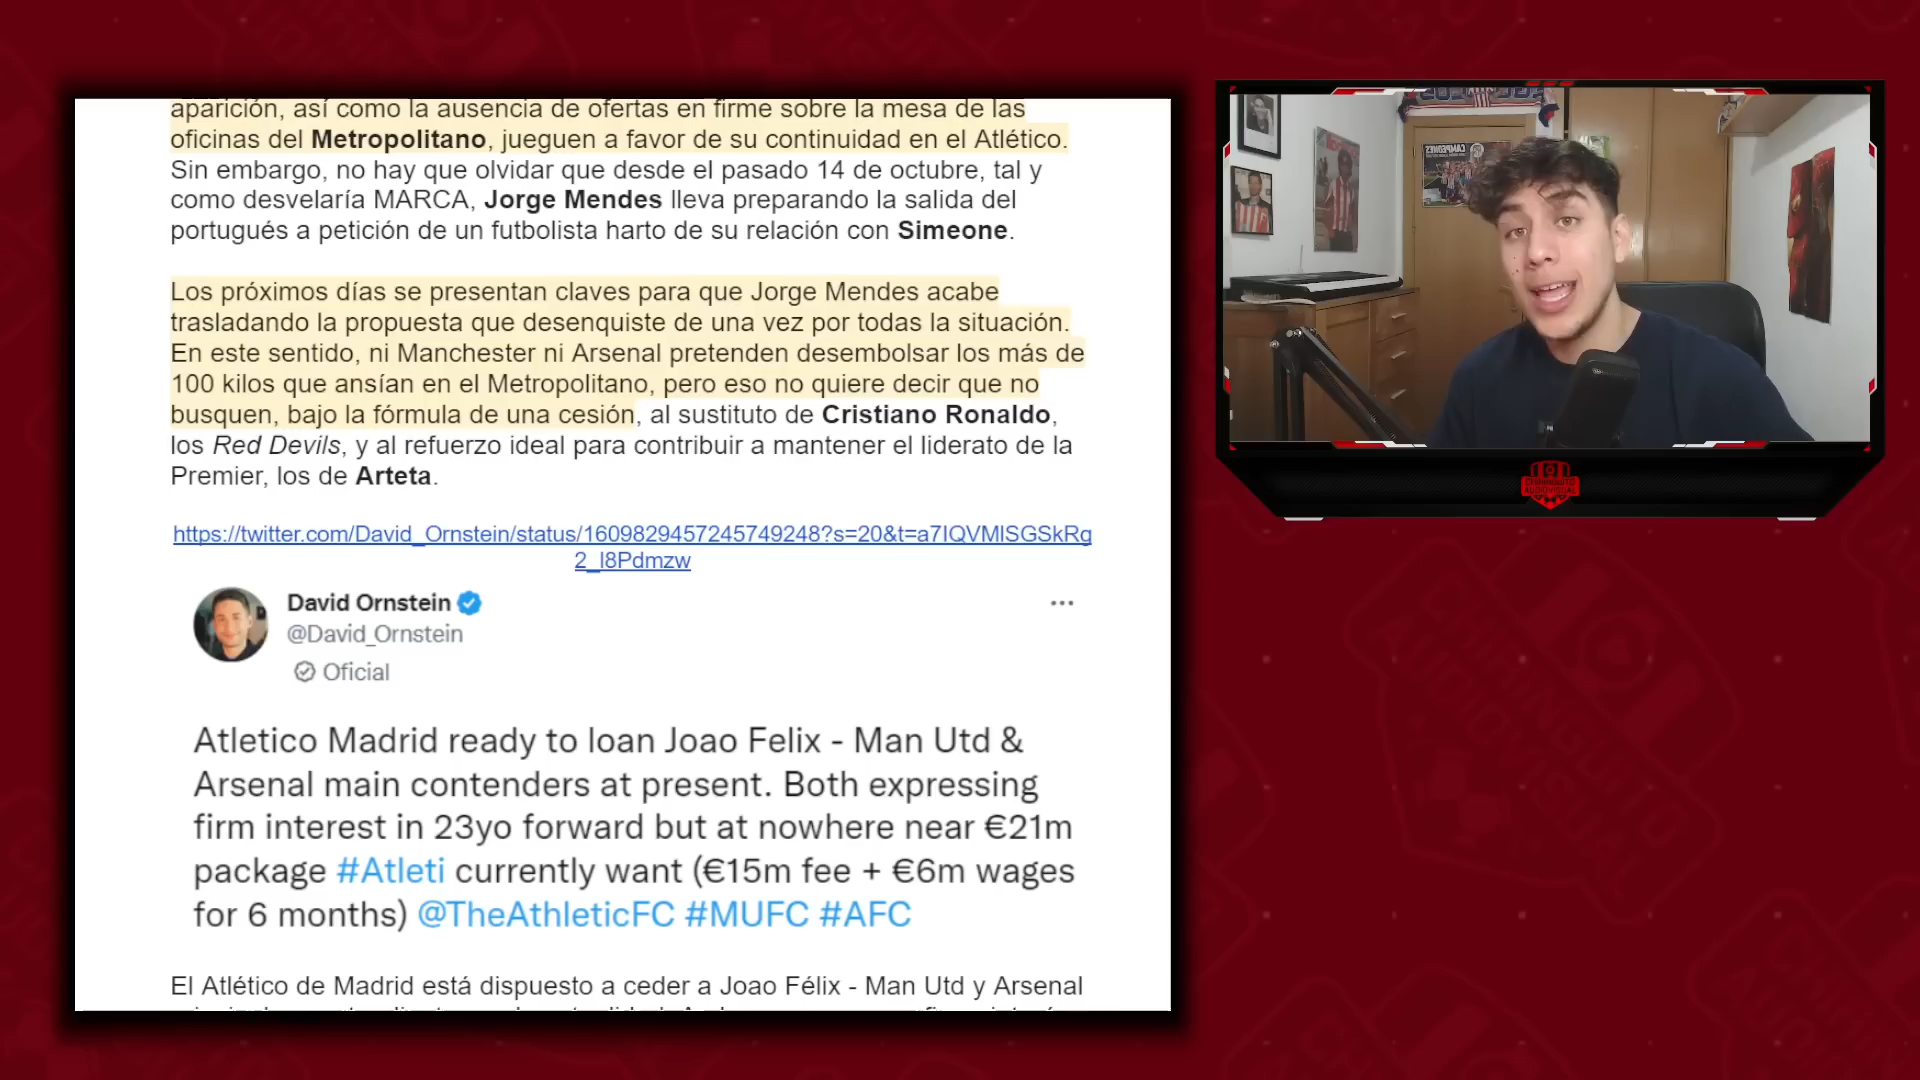 aparición, así como la ausencia de ofertas en firme sobre la mesa de las
oficinas del Metropolitano, jueguen a favor de su continuidad en el Atlético.
Sin embargo, no hay que olvidar que desde el pasado 14 de octubre, tal y
como desvelaría MARCA, Jorge Mendes lleva preparando la salida del
portugués a petición de un futbolista harto de su relación con Simeone.
Los próximos días se presentan claves para que Jorge Mendes acabe
trasladando la propuesta que desenquiste de una vez por todas la situación.
En este sentido, ni Manchester ni Arsenal pretenden desembolsar los más de
100 kilos que ansían en el Metropolitano, pero eso no quiere decir que no
busquen, bajo la fórmula de una cesión, al sustituto de Cristiano Ronaldo,
los Red Devils, y al refuerzo ideal para contribuir a mantener el liderato de la
Premier, los de Arteta.
https://twitter.com/David_Ornstein/status/1609829457245749248?s=20&t=a7IQVMlSGSkRg
2_l8Pdmzw
David Ornstein
@David_Ornstein
Oficial
Atletico Madrid ready to loan Joao Felix - Man Utd &
Arsenal main contenders at present. Both expressing
firm interest in 23yo forward but at nowhere near €21m
package #Atleti currently want (€15m fee + €6m wages
for 6 months) @TheAthleticFC #MUFC #AFC
El Atlético de Madrid está dispuesto a ceder a Joao Félix - Man Utd y Arsenal
CAMPEONES
CHIRINGUITO
AUDIOVISUAL